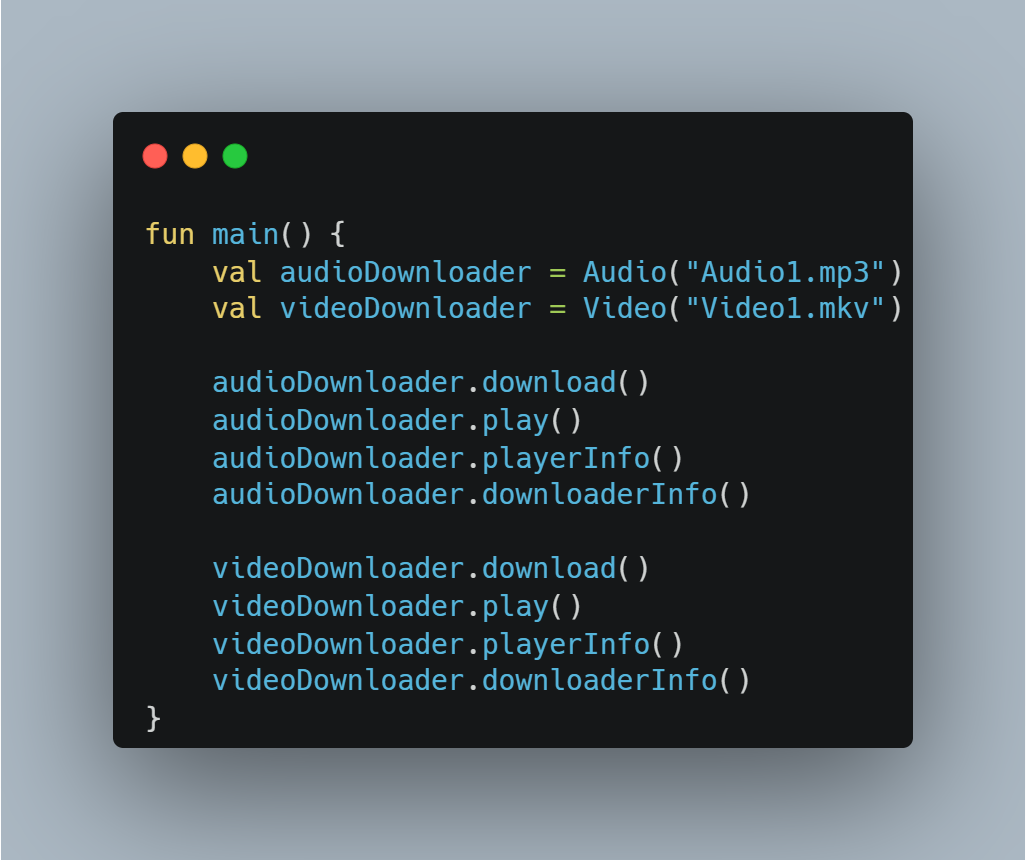 fun main() {
    val audioDownloader = Audio("Audio1.mp3")
    val videoDownloader = Video("Video1.mkv")

    audioDownloader.download()
    audioDownloader.play()
    audioDownloader.playerInfo()
    audioDownloader.downloaderInfo()

    videoDownloader.download()
    videoDownloader.play()
    videoDownloader.playerInfo()
    videoDownloader.downloaderInfo()
}